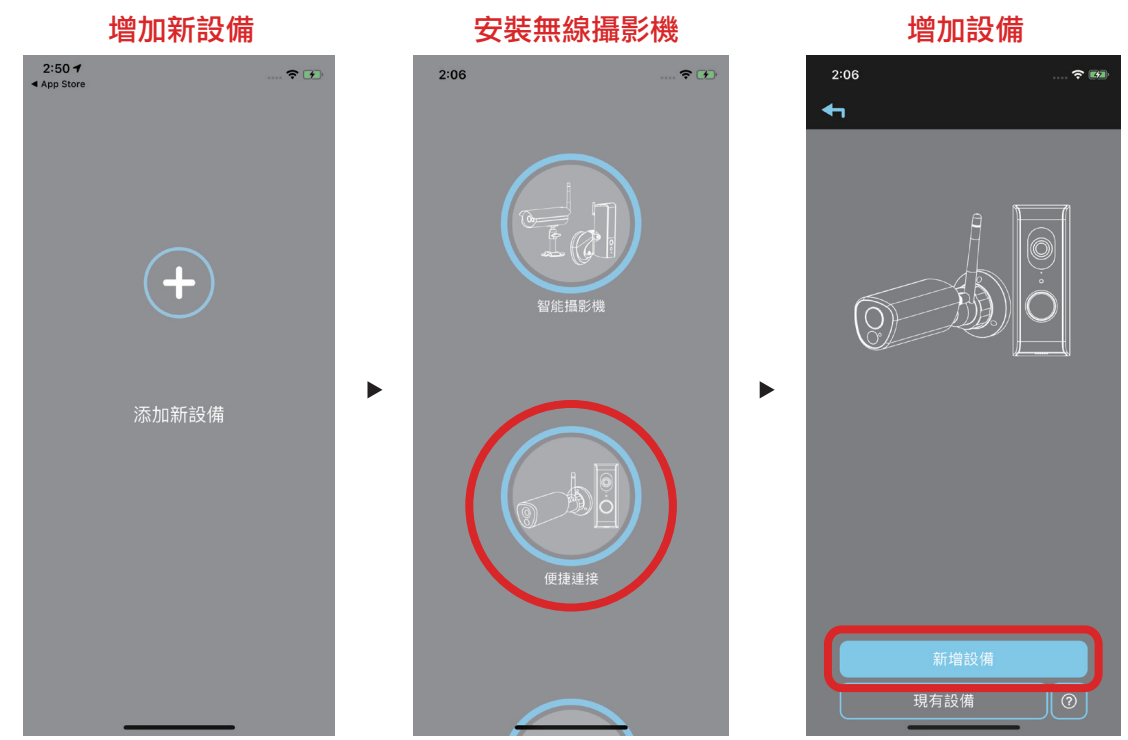 增加新設備
2:50
◀ App Store
添加新設備
安裝無線攝影機
2:06
智能攝影機
便捷連接
增加設備
2:06
新增設備
現有設備
?